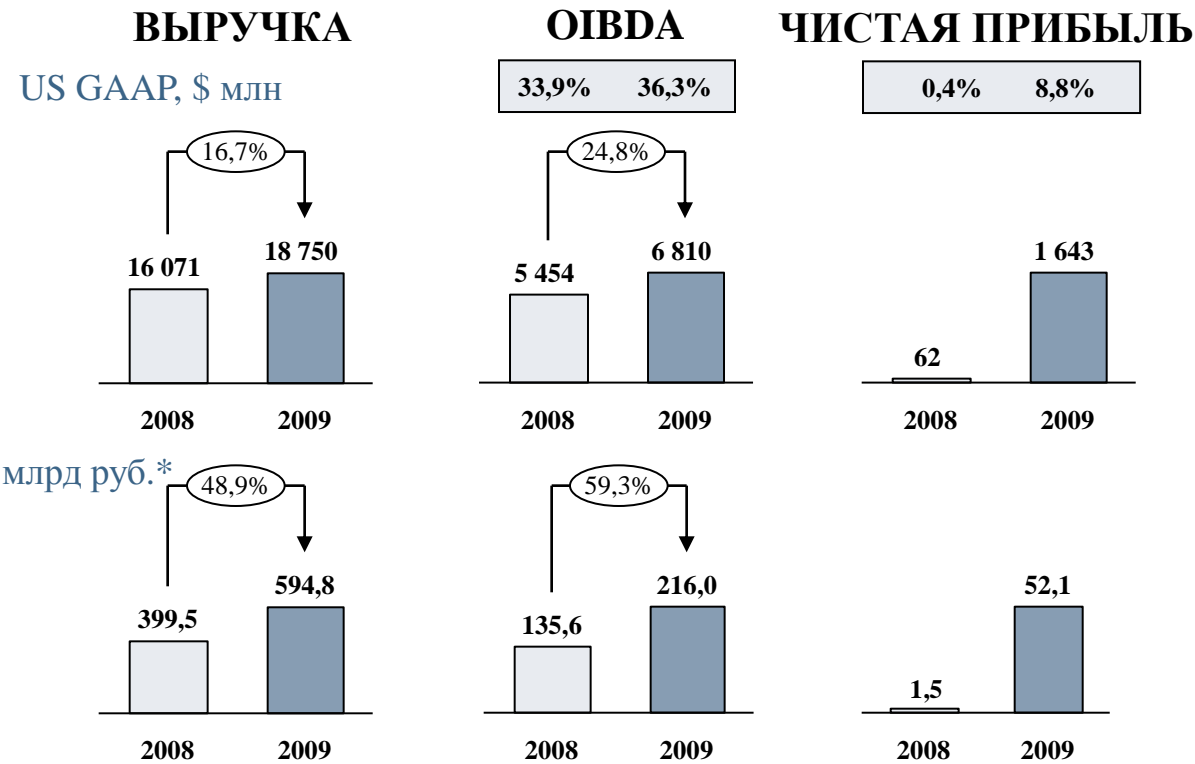 ВЫРУЧКА OIBDA ЧИСТАЯ ПРИБЫЛЬ
US GAAP, $ млн 33,9% 36,3% 0,4% 8,8%
16,7% 24,8%
16 071 18 750 5 454 6 810 62 1 643
2008 2009 2008 2009 2008 2009
млрд руб.* 48,9% 59,3%
399,5 594,8 135,6 216,0 1,5 52,1
2008 2009 2008 2009 2008 2009